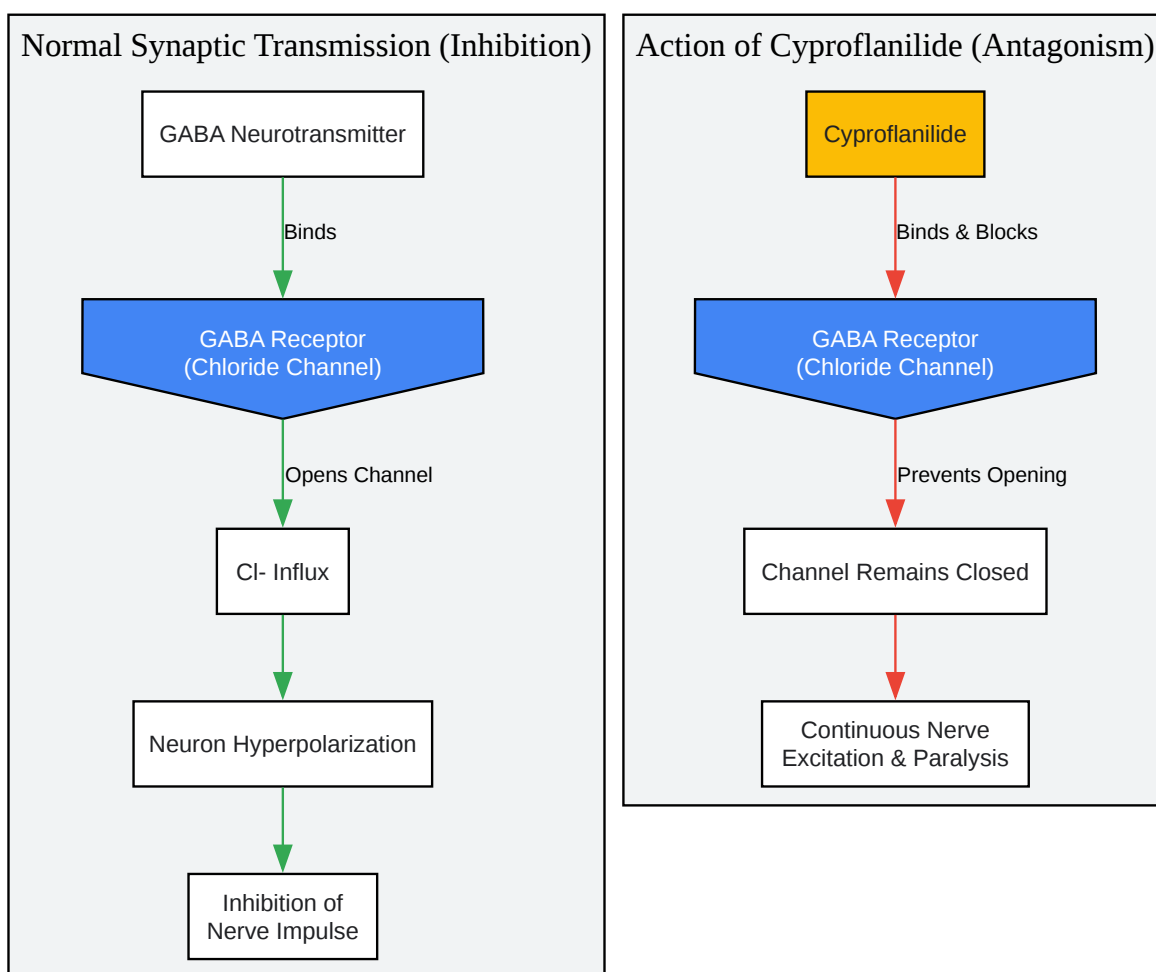 Normal Synaptic Transmission (Inhibition)
GABA Neurotransmitter
Binds
GABA Receptor
(Chloride Channel)
Opens Channel
Cl- Influx
Neuron Hyperpolarization
Inhibition of
Nerve Impulse
Action of Cyproflanilide (Antagonism)
Cyproflanilide
Binds & Blocks
GABA Receptor
(Chloride Channel)
Prevents Opening
Channel Remains Closed
Continuous Nerve
Excitation & Paralysis